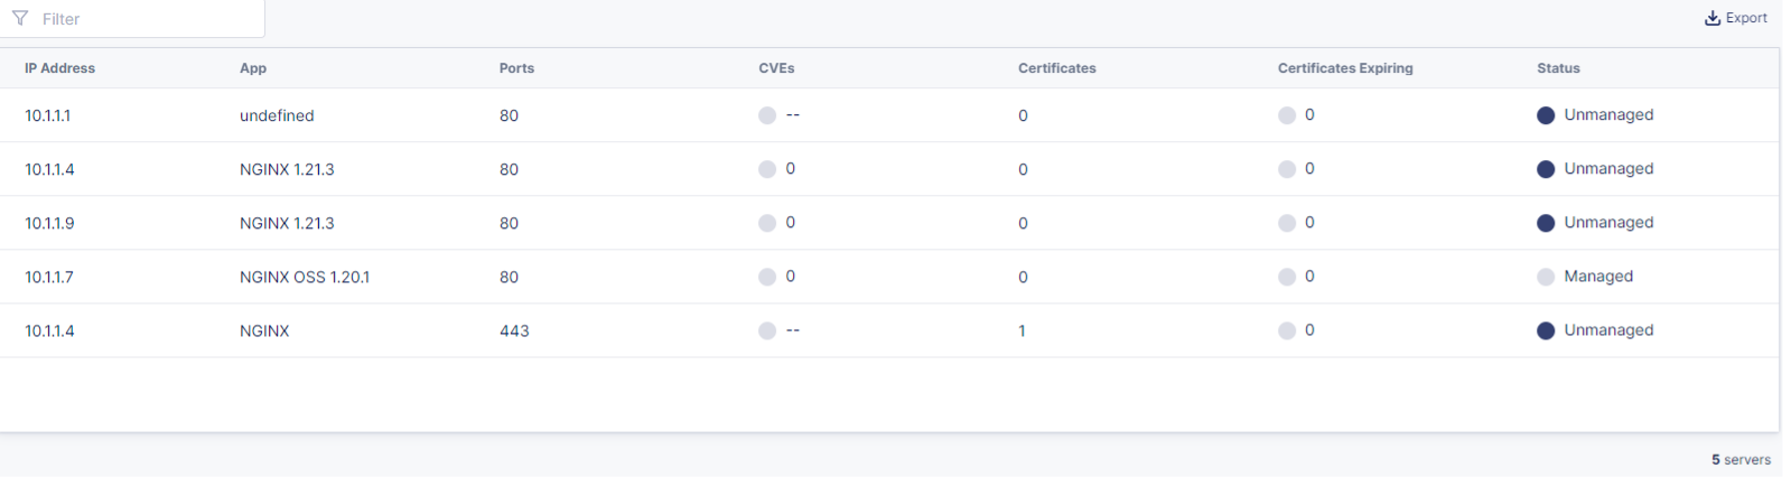 Filter
Export
IP Address App Ports CVEs Certificates Certificates Expiring Status
10.1.1.1 undefined 80 -- 0 0 Unmanaged
10.1.1.4 NGINX 1.21.3 80 0 0 0 Unmanaged
10.1.1.9 NGINX 1.21.3 80 0 0 0 Unmanaged
10.1.1.7 NGINX OSS 1.20.1 80 0 0 0 Managed
10.1.1.4 NGINX 443 -- 1 0 Unmanaged
5 servers